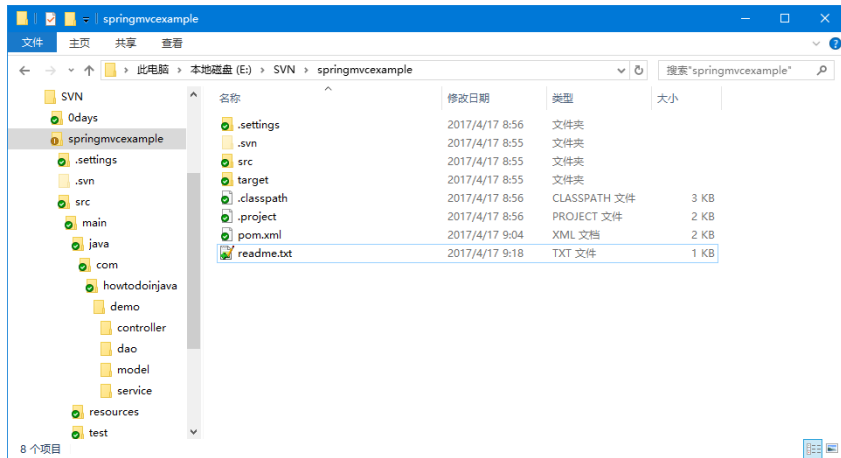 springmvcexample
文件 主页 共享 查看
此电脑 › 本地磁盘 (E:) › SVN › springmvcexample
搜索"springmvcexample"
SVN
0days
springmvcexample
.settings
.svn
src
main
java
com
howtodoinjava
demo
controller
dao
model
service
resources
test
名称 修改日期 类型 大小
.settings 2017/4/17 8:56 文件夹
.svn 2017/4/17 8:55 文件夹
src 2017/4/17 8:55 文件夹
target 2017/4/17 8:55 文件夹
.classpath 2017/4/17 8:56 CLASSPATH 文件 3 KB
.project 2017/4/17 8:56 PROJECT 文件 2 KB
pom.xml 2017/4/17 9:04 XML 文档 2 KB
readme.txt 2017/4/17 9:18 TXT 文件 1 KB
8 个项目